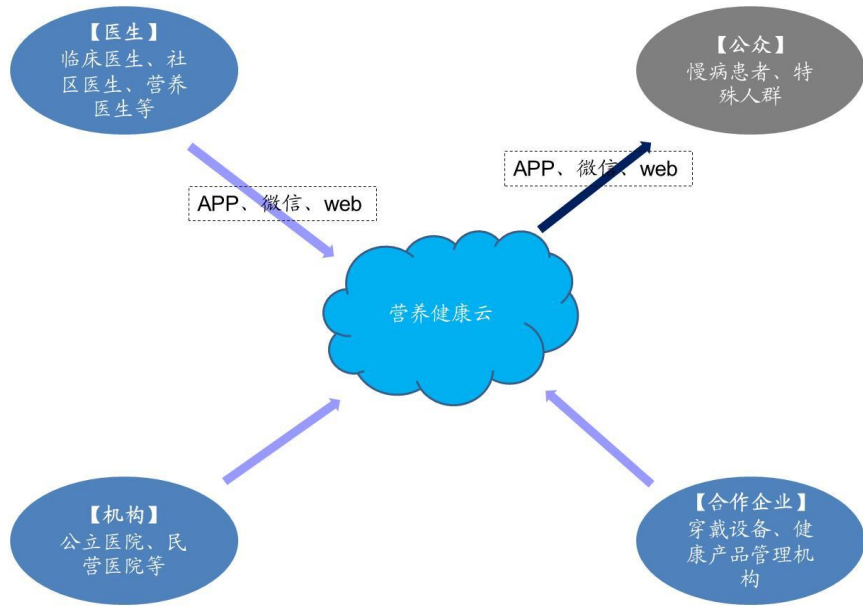 【医生】
临床医生、社
区医生、营养
医生等
【公众】
慢病患者、特
殊人群
APP、微信、web
APP、微信、web
营养健康云
【机构】
公立医院、民
营医院等
【合作企业】
穿戴设备、健
康产品管理机
构